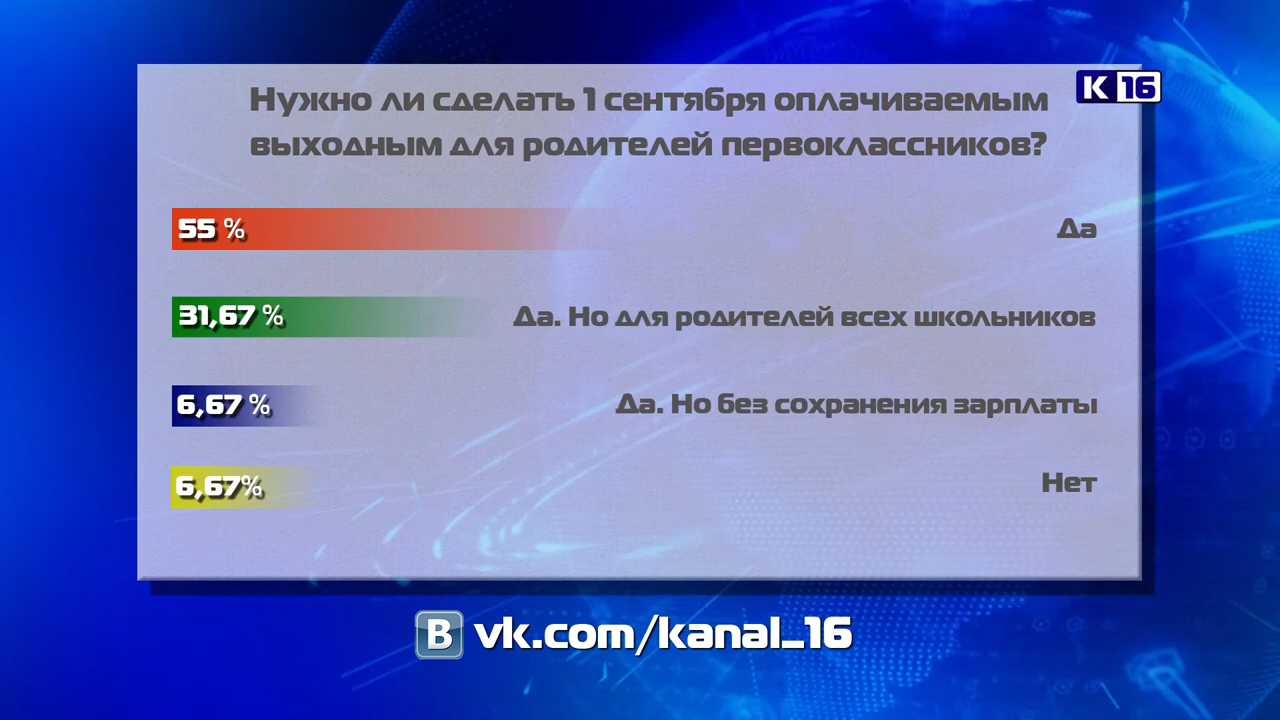 К 16
Нужно ли сделать 1 сентября оплачиваемым
выходным для родителей первоклассников?
55 % Да
31,67 % Да. Но для родителей всех школьников
6,67 % Да. Но без сохранения зарплаты
6,67% Нет
В vk.com/kanal_16